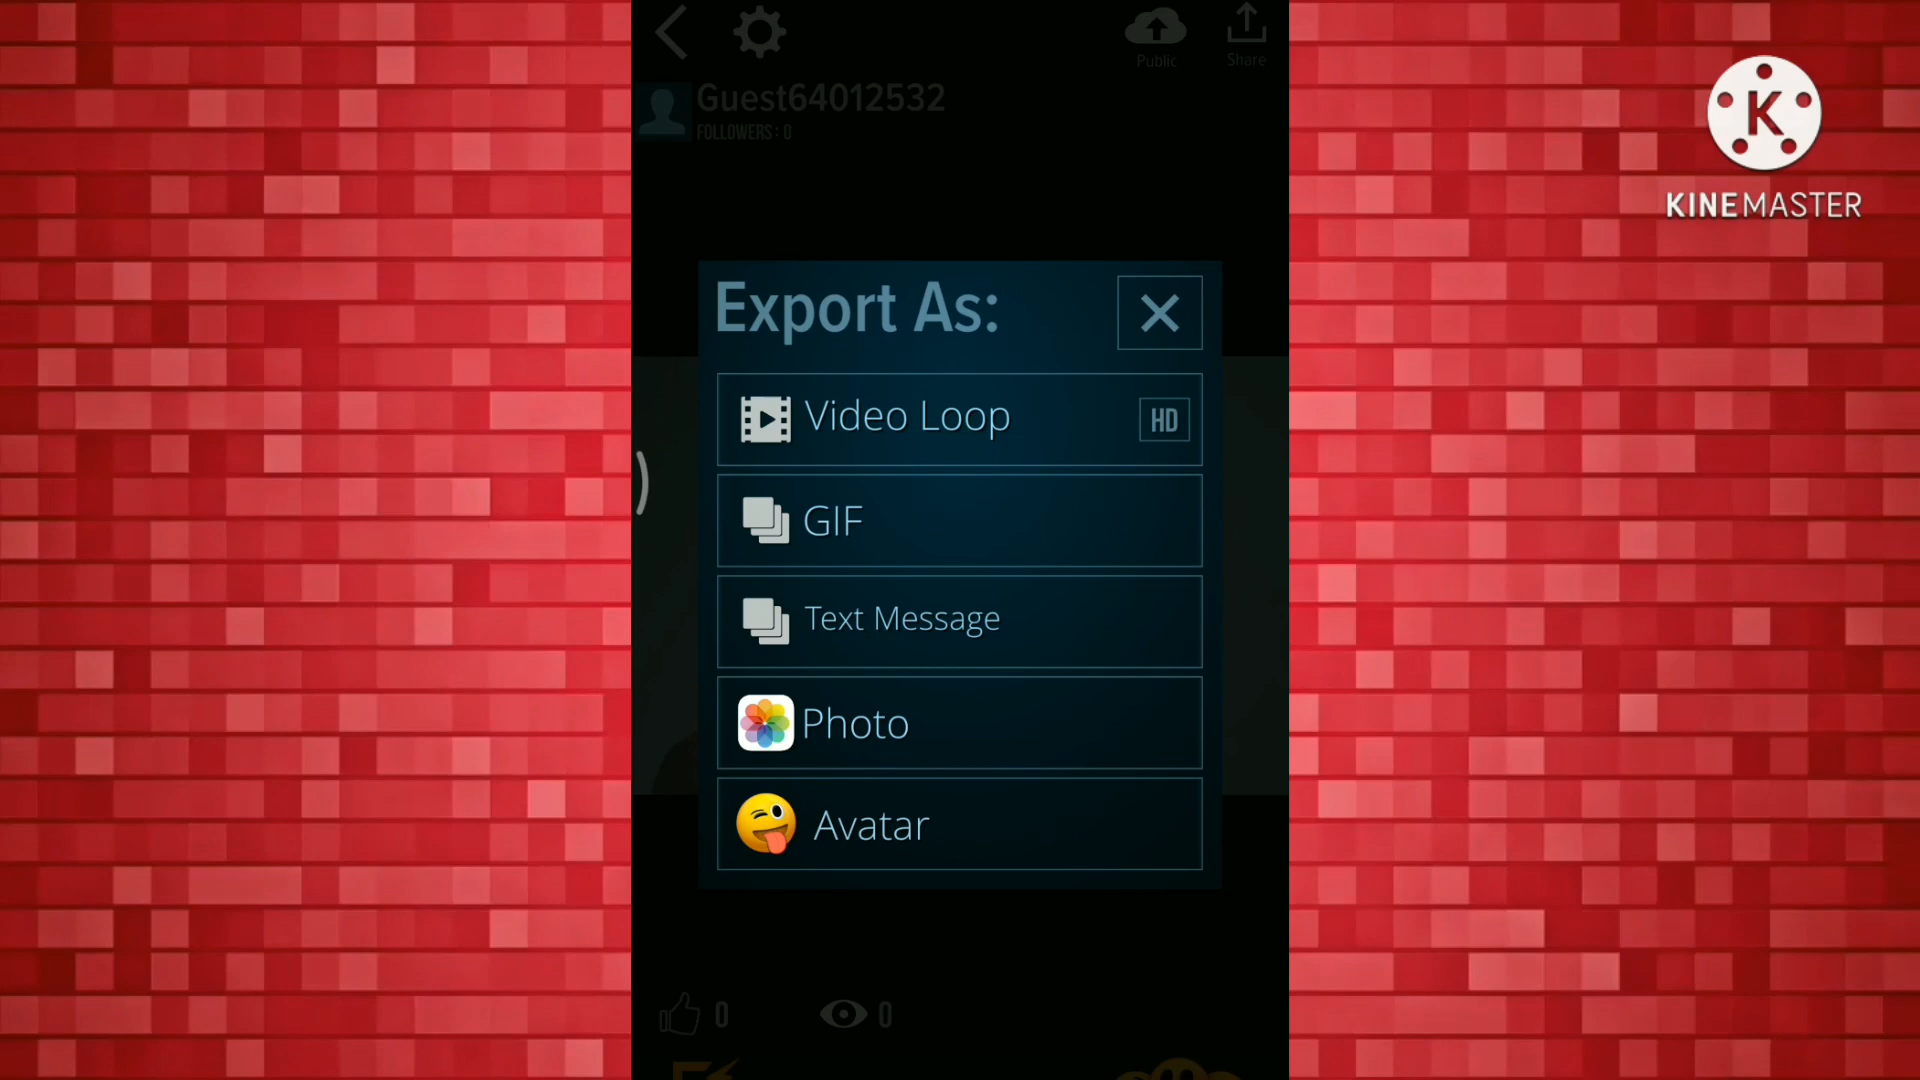 Public
Share
Guest64012532
FOLLOWERS: 0
K
KINEMASTER
Export As:
Video Loop
HD
GIF
Text Message
Photo
Avatar
0
0